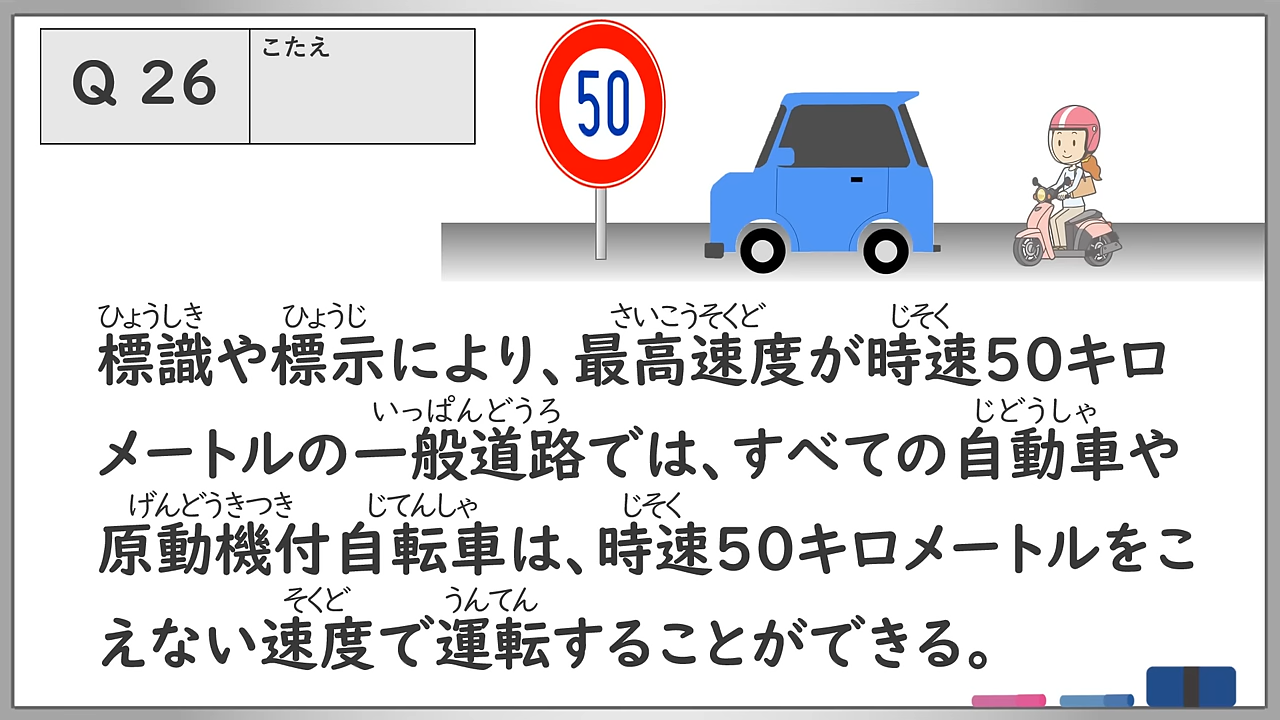 Q 26
こたえ
50
ひょうしき ひょうじ さいこうそくど じそく
標識や標示により、最高速度が時速50キロ
いっぱんどうろ じどうしゃ
メートルの一般道路では、すべての自動車や
げんどうきつき じてんしゃ じそく
原動機付自転車は、時速50キロメートルをこ
そくど うんてん
えない速度で運転することができる。